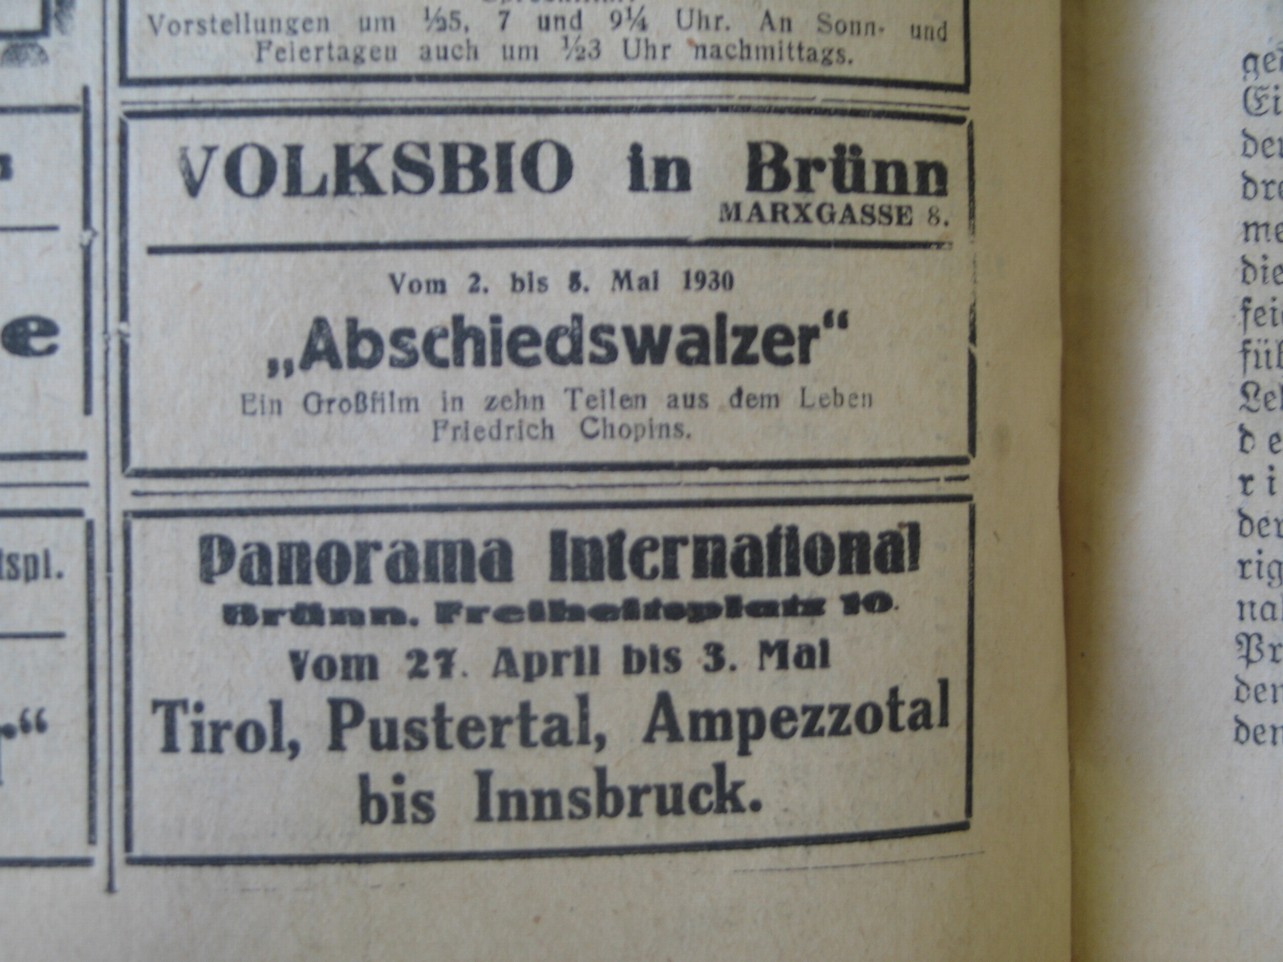 Vorstellungen um ½5, 7 und 9¼ Uhr. An Sonn- und
Feiertagen auch um ½3 Uhr nachmittags.
VOLKSBIO in Brünn
MARXGASSE 8.
Vom 2. bis 8. Mai 1930
„Abschiedswalzer“
Ein Großfilm in zehn Teilen aus dem Leben
Friedrich Chopins.
Panorama International
Brünn, Freiheitsplatz 10.
Vom 27. April bis 3. Mai
Tirol, Pustertal, Ampezzotal
bis Innsbruck.